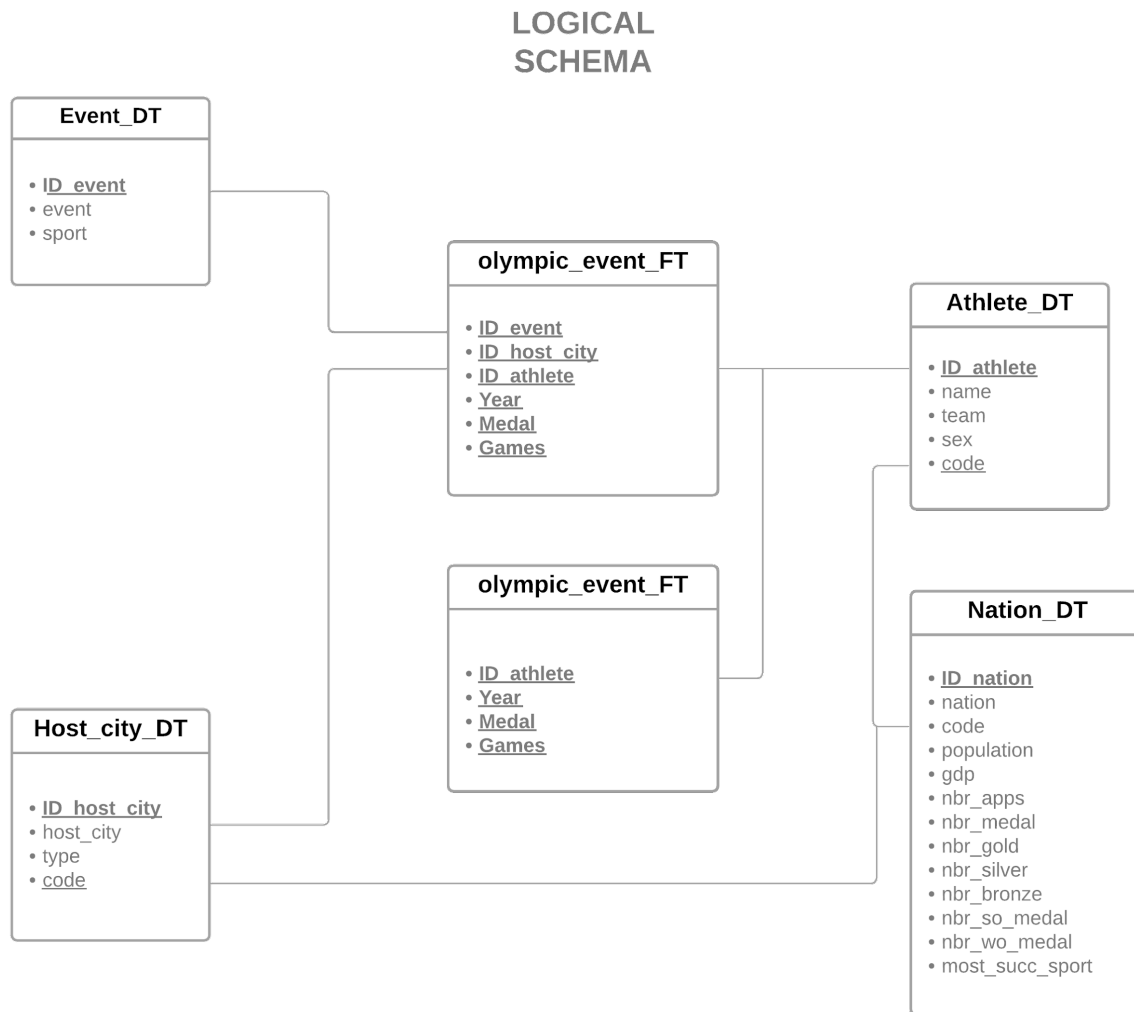 LOGICAL
SCHEMA
Event_DT
• ID_event
• event
• sport
olympic_event_FT
• ID_event
• ID_host_city
• ID_athlete
• Year
• Medal
• Games
Athlete_DT
• ID_athlete
• name
• team
• sex
• code
olympic_event_FT
• ID_athlete
• Year
• Medal
• Games
Nation_DT
• ID_nation
• nation
• code
• population
• gdp
• nbr_apps
• nbr_medal
• nbr_gold
• nbr_silver
• nbr_bronze
• nbr_so_medal
• nbr_wo_medal
• most_succ_sport
Host_city_DT
• ID_host_city
• host_city
• type
• code